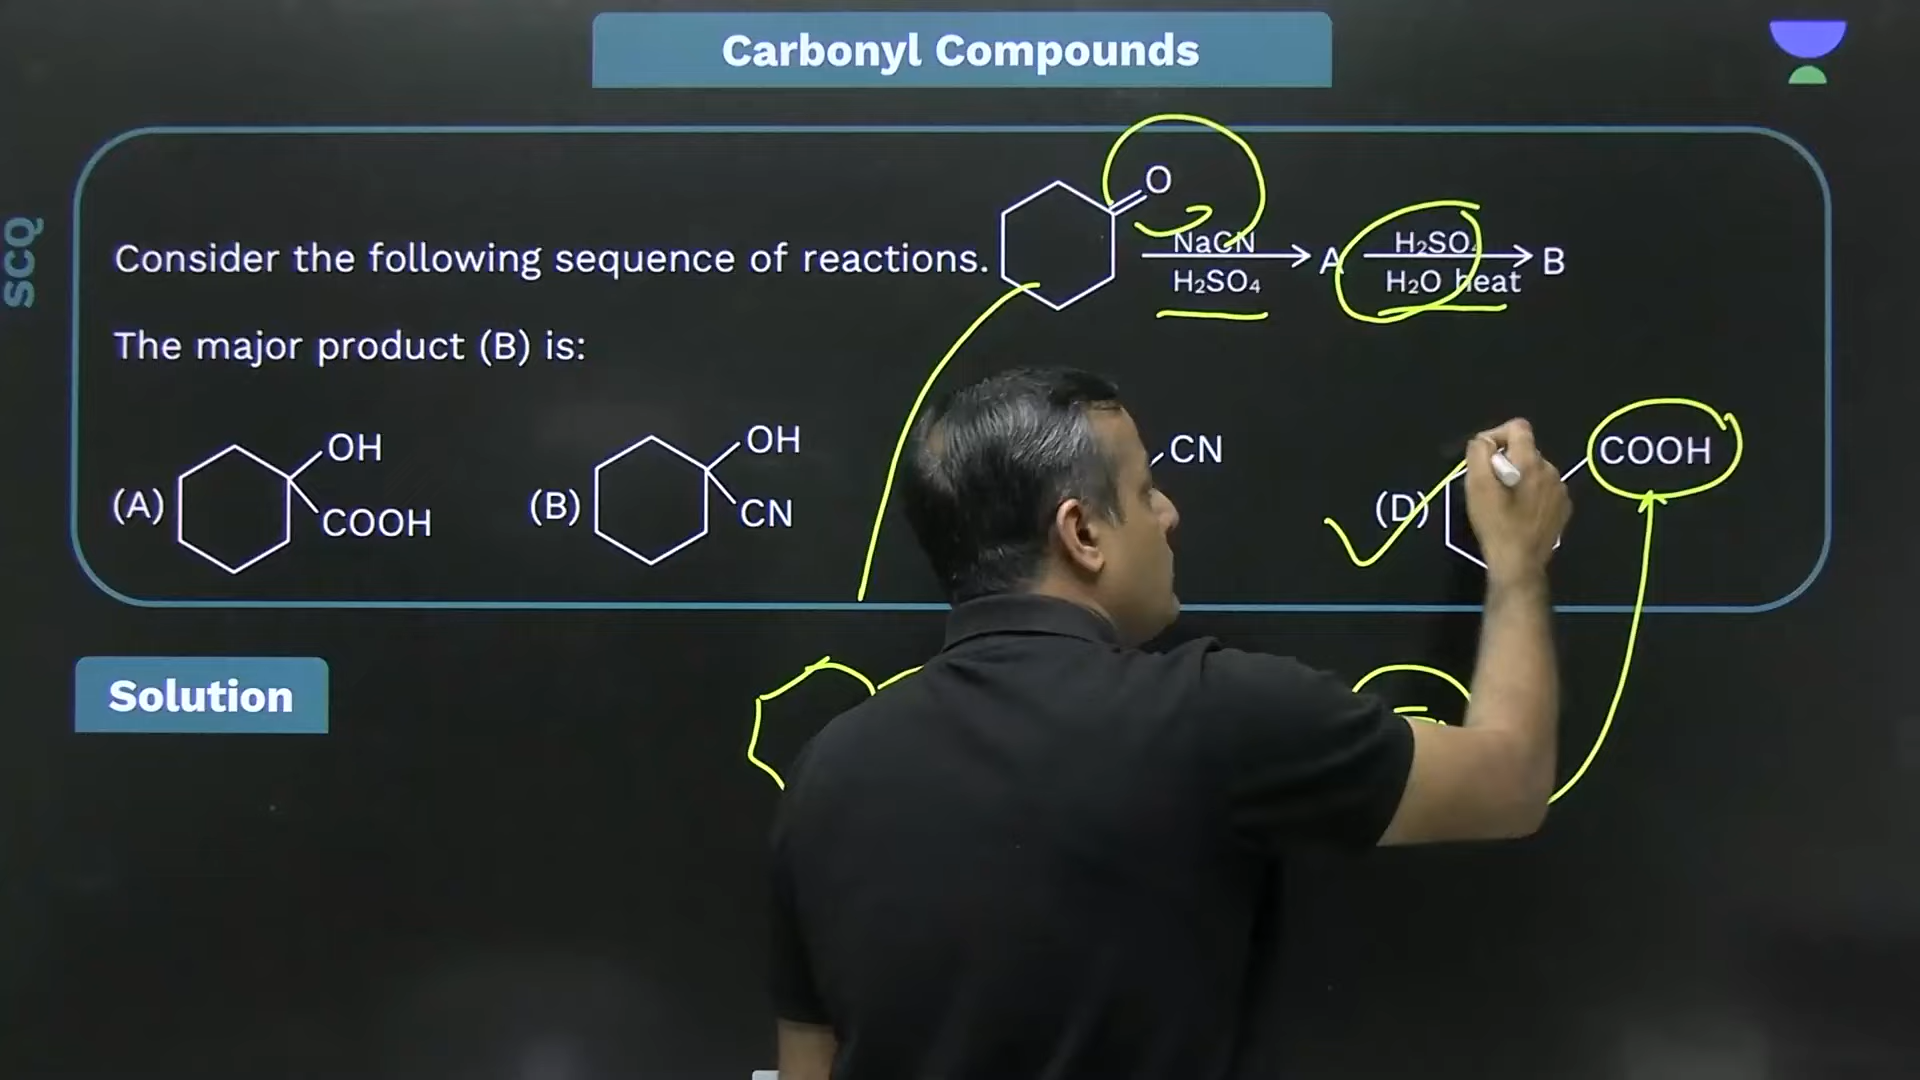 Carbonyl Compounds
SCQ
O
Consider the following sequence of reactions.
NaCN
H₂SO₄
A
H₂SO₄
H₂O heat
B
The major product (B) is:
(A)
OH
COOH
(B)
OH
CN
CN
(D)
COOH
Solution